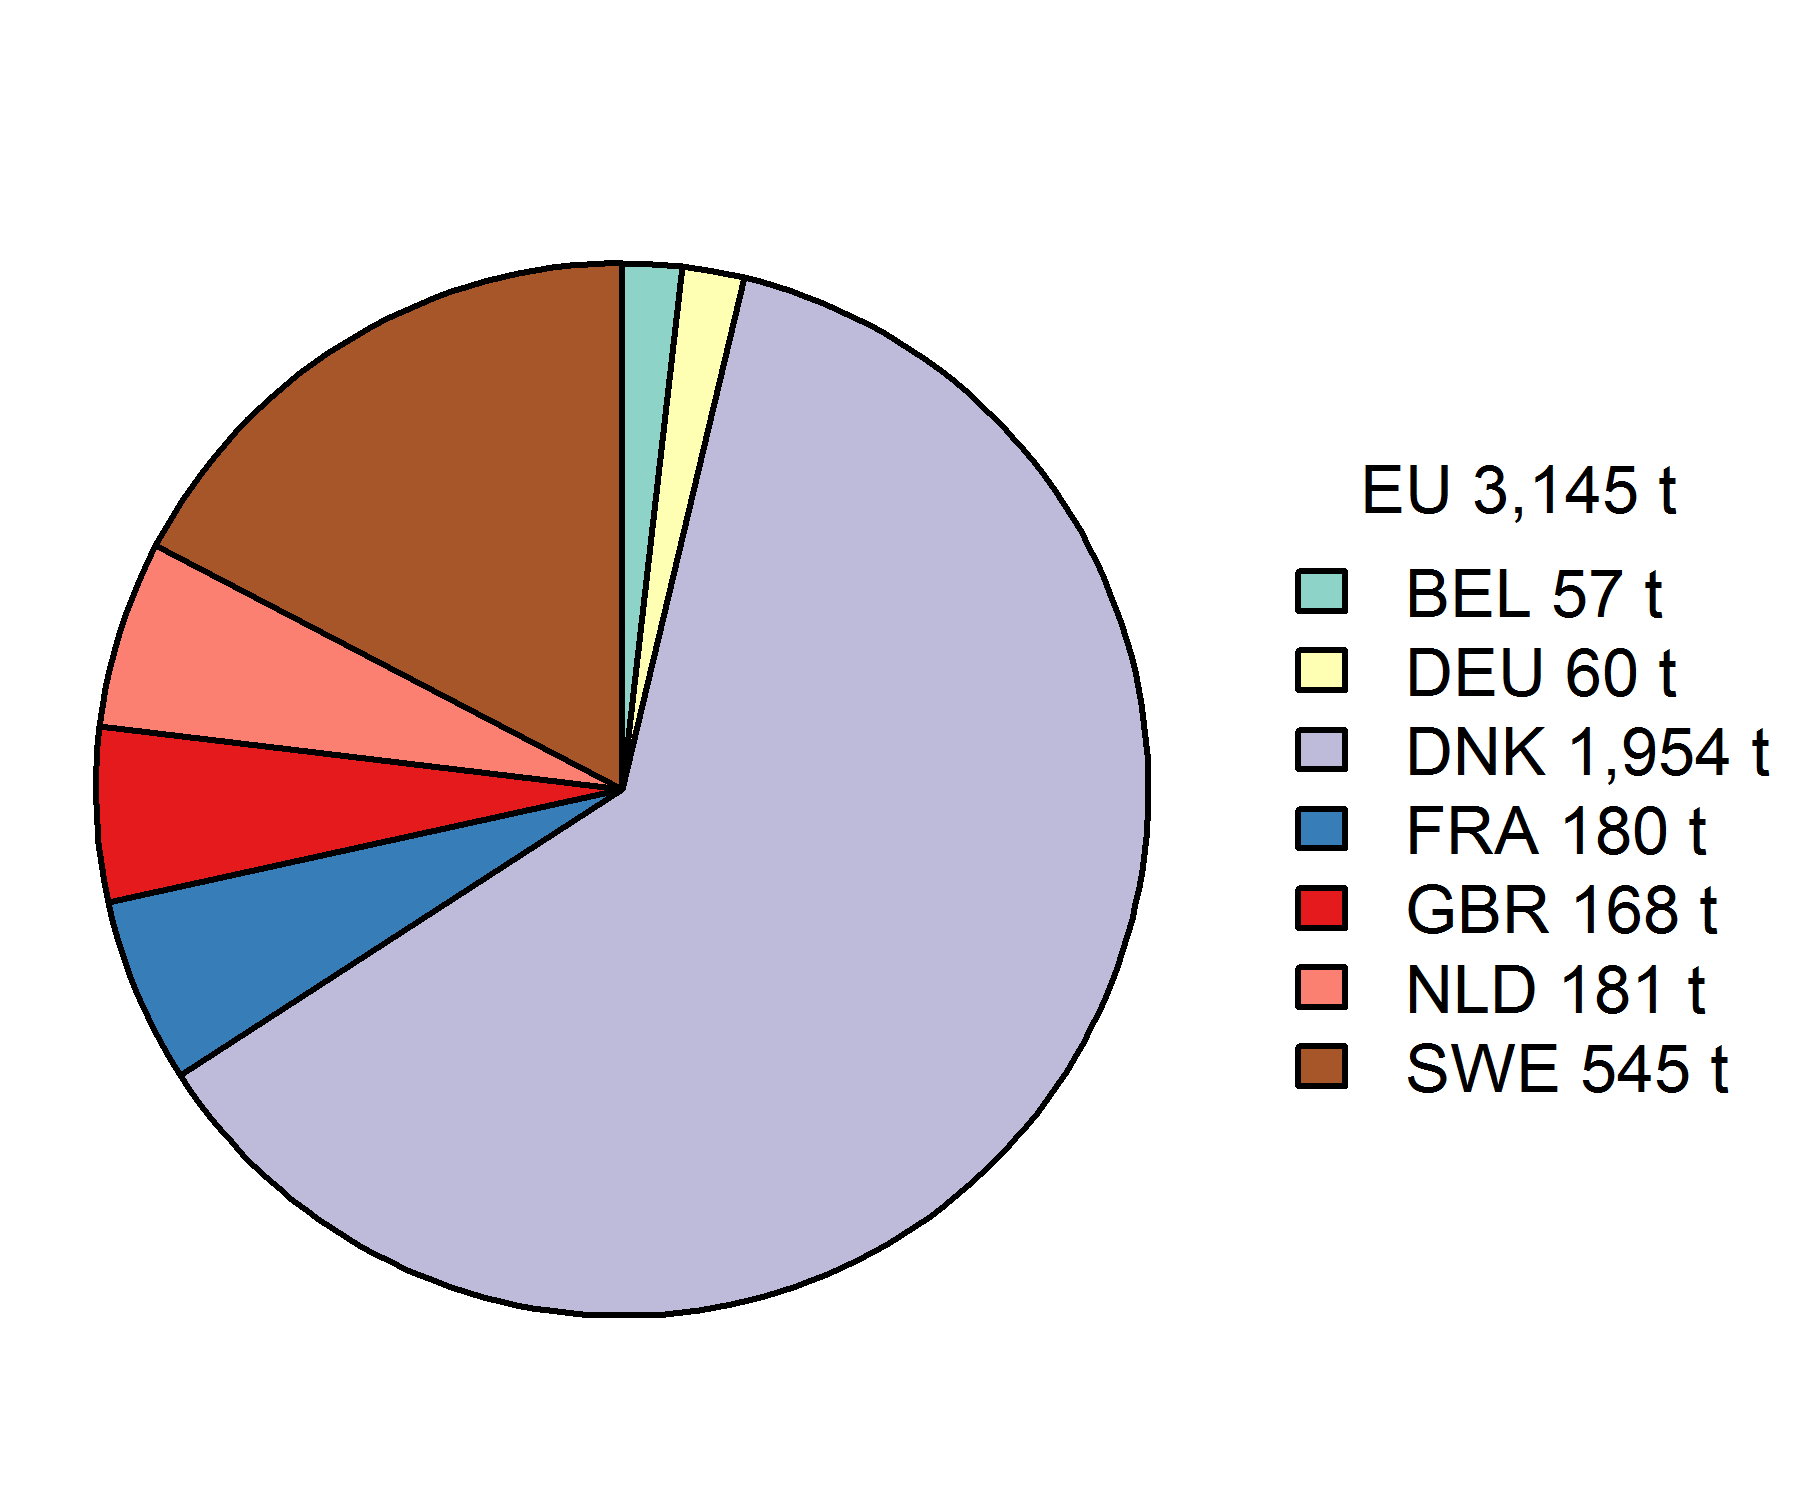 EU 3,145 t
BEL 57 t
DEU 60 t
DNK 1,954 t
FRA 180 t
GBR 168 t
NLD 181 t
SWE 545 t